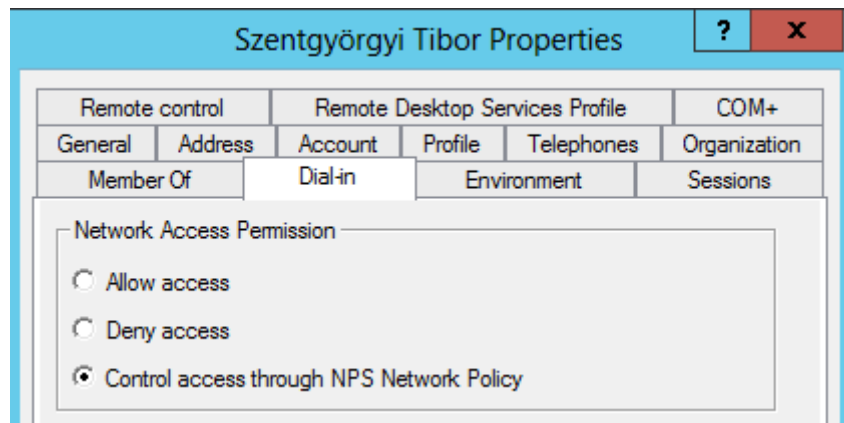 Szentgyörgyi Tibor Properties ? x
Remote control Remote Desktop Services Profile COM+
General Address Account Profile Telephones Organization
Member Of Dial-in Environment Sessions
Network Access Permission
Allow access
Deny access
Control access through NPS Network Policy